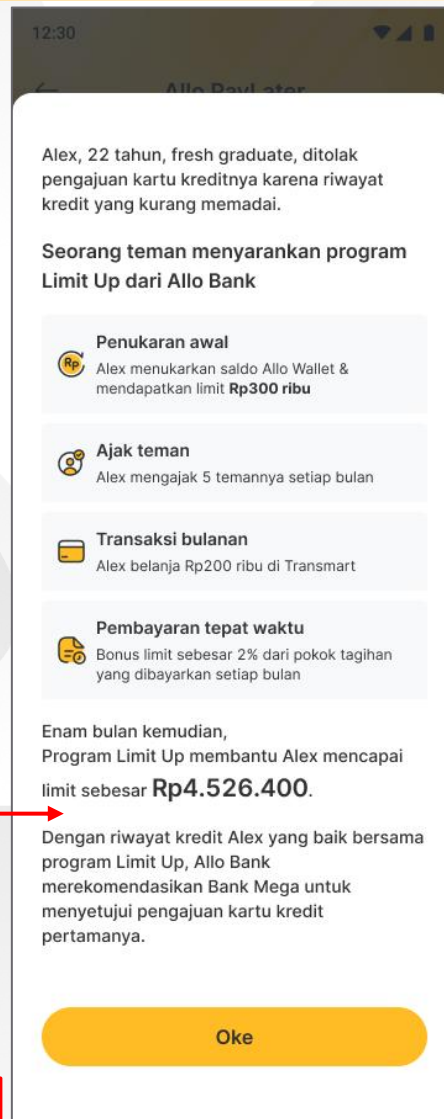 12:30
Allo PayLater
Alex, 22 tahun, fresh graduate, ditolak
pengajuan kartu kreditnya karena riwayat
kredit yang kurang memadai.
Seorang teman menyarankan program
Limit Up dari Allo Bank
Penukaran awal
Rp
Alex menukarkan saldo Allo Wallet &
mendapatkan limit Rp300 ribu
Ajak teman
Alex mengajak 5 temannya setiap bulan
Transaksi bulanan
Alex belanja Rp200 ribu di Transmart
Pembayaran tepat waktu
Bonus limit sebesar 2% dari pokok tagihan
yang dibayarkan setiap bulan
Enam bulan kemudian,
Program Limit Up membantu Alex mencapai
limit sebesar Rp4.526.400.
Dengan riwayat kredit Alex yang baik bersama
program Limit Up, Allo Bank
merekomendasikan Bank Mega untuk
menyetujui pengajuan kartu kredit
pertamanya.
Oke